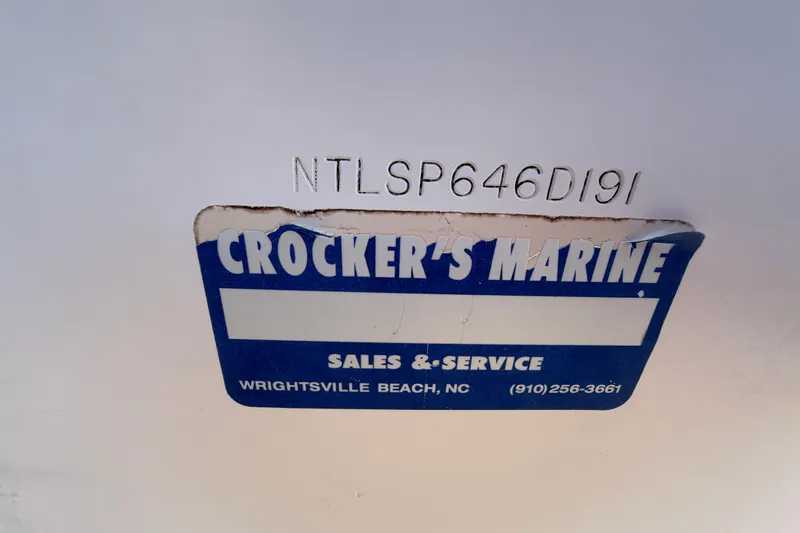 NTLSP646D191
CROCKER'S MARINE
SALES & SERVICE
WRIGHTSVILLE BEACH, NC (910) 256-3661